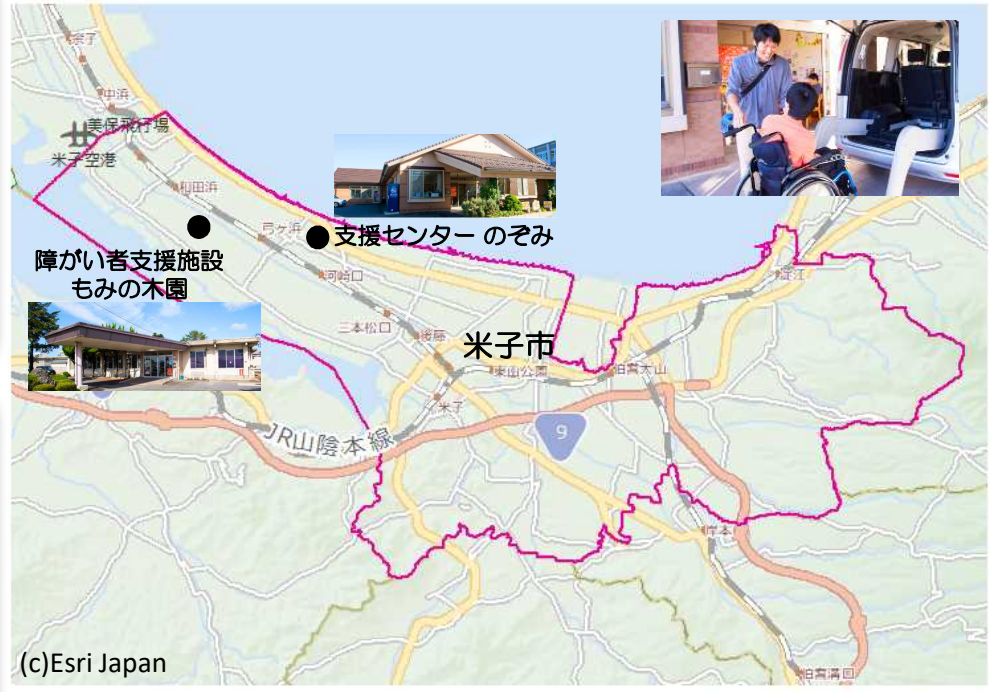 余子
中浜
美保飛行場
米子空港
和田浜
弓ヶ浜
支援センター のぞみ
障がい者支援施設
もみの木園
河崎口
淀江
三本松口
後藤
米子市
東山公園
伯耆大山
米子
9
JR山陰本線
岸本
伯耆溝口
(c)Esri Japan